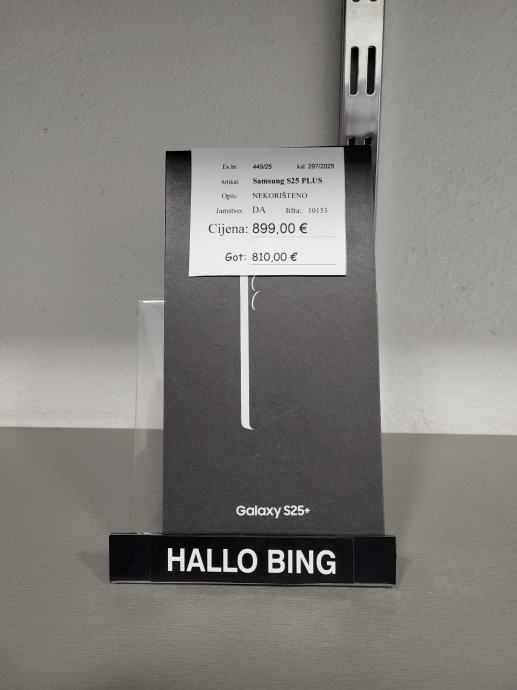 Ev br. 449/25 kal. 297/2025
Artikal: Samsung S25 PLUS
Opis: NEKORIŠTENO
Jamstvo: DA šifra: 10153
Cijena: 899,00 €
Got: 810,00 €
Galaxy S25+
HALLO BING